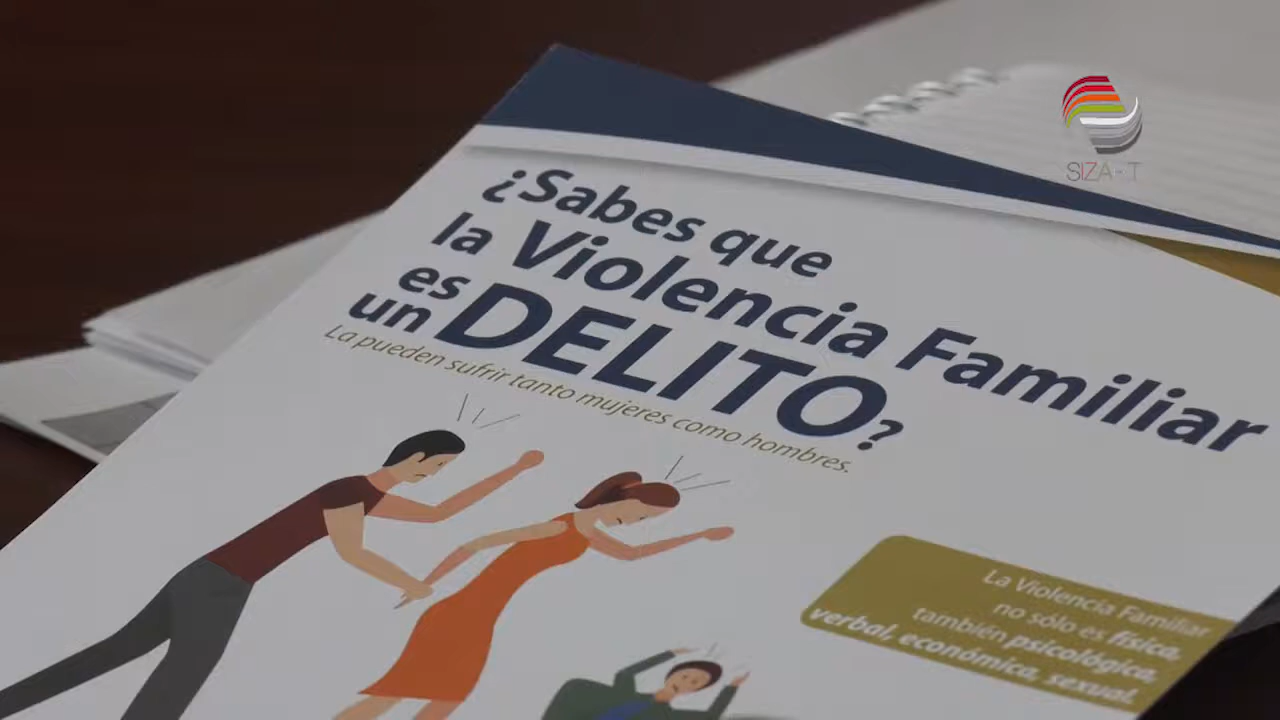 SIZA-T
¿Sabes que
la Violencia Familiar
es
un DELITO?
La pueden sufrir tanto mujeres como hombres.
La Violencia Familiar
no sólo es física,
también psicológica,
verbal, económica, sexual.